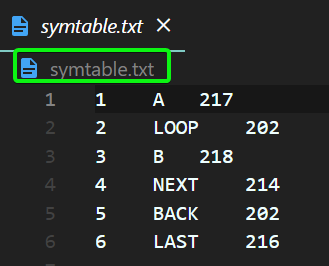 symtable.txt ×
symtable.txt
1 1 A 217
2 2 LOOP 202
3 3 B 218
4 4 NEXT 214
5 5 BACK 202
6 6 LAST 216